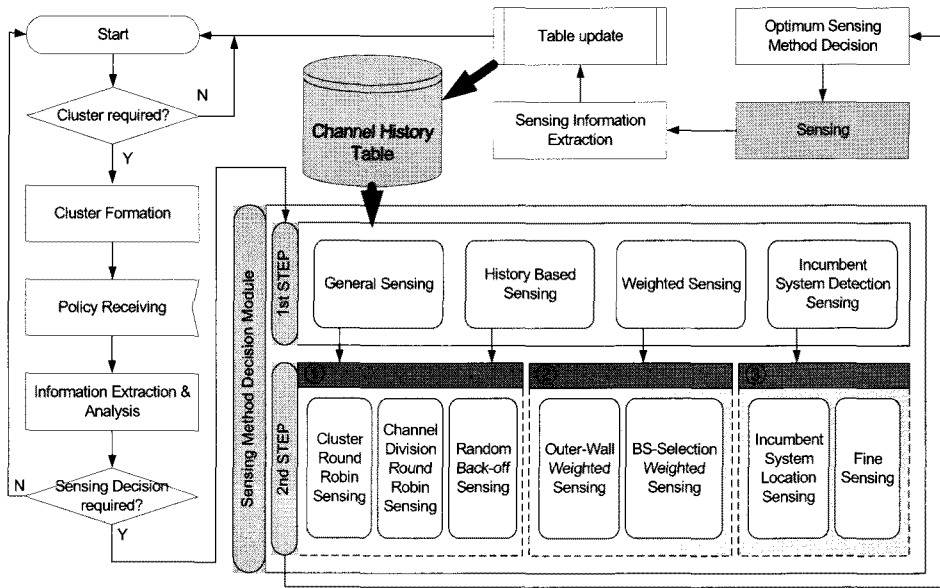 Start
Cluster required?
N
Y
Cluster Formation
Policy Receiving
Information Extraction &
Analysis
Sensing Decision
required?
N
Y
Table update
Channel History
Table
Sensing Information
Extraction
Optimum Sensing
Method Decision
Sensing
Sensing Method Decision Module
1st STEP
General Sensing
History Based
Sensing
Weighted Sensing
Incumbent
System Detection
Sensing
2nd STEP
①
Cluster
Round
Robin
Sensing
Channel
Division
Round
Robin
Sensing
Random
Back-off
Sensing
②
Outer-Wall
Weighted
Sensing
BS-Selection
Weighted
Sensing
③
Incumbent
System
Location
Sensing
Fine
Sensing